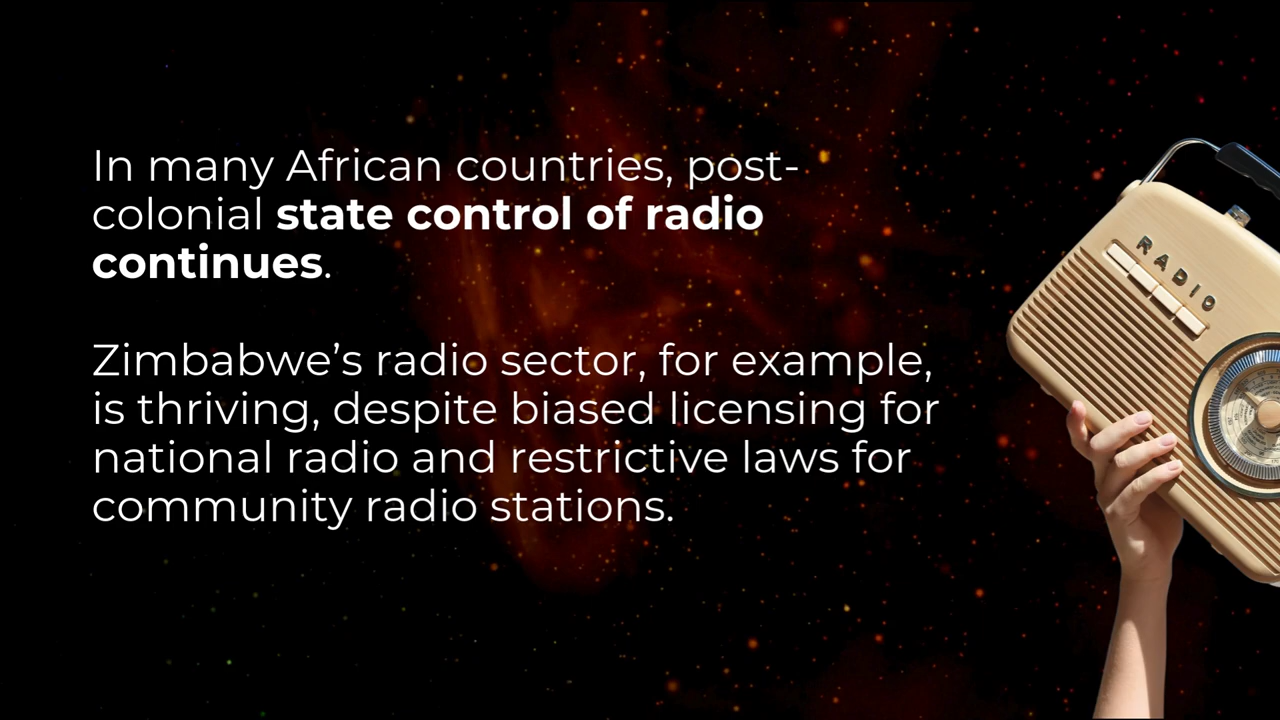 In many African countries, post-
colonial state control of radio
continues.
Zimbabwe’s radio sector, for example,
is thriving, despite biased licensing for
national radio and restrictive laws for
community radio stations.
RADIO